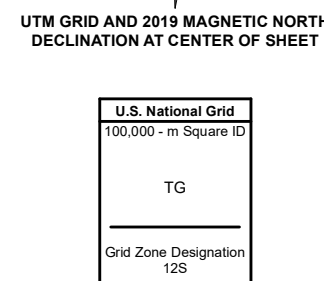 UTM GRID AND 2019 MAGNETIC NORTH
DECLINATION AT CENTER OF SHEET
U.S. National Grid
100,000 - m Square ID
TG
Grid Zone Designation
12S